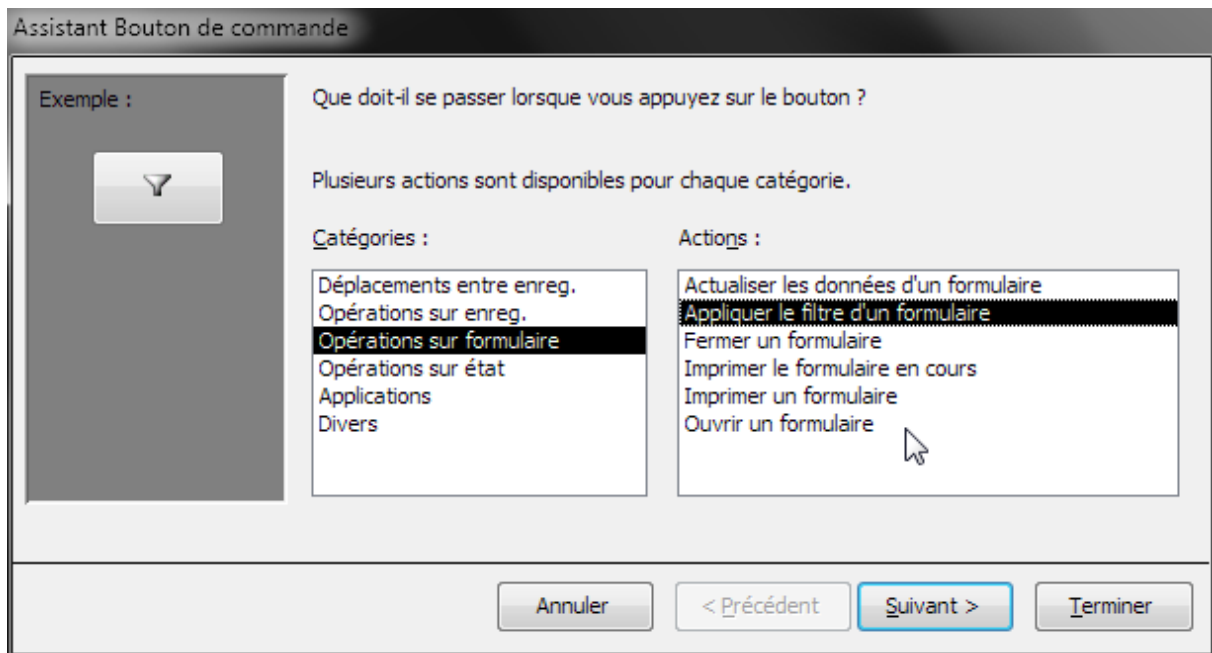 Assistant Bouton de commande
Exemple :
Que doit-il se passer lorsque vous appuyez sur le bouton ?
Plusieurs actions sont disponibles pour chaque catégorie.
Catégories :
Déplacements entre enreg.
Opérations sur enreg.
Opérations sur formulaire
Opérations sur état
Applications
Divers
Actions :
Actualiser les données d'un formulaire
Appliquer le filtre d'un formulaire
Fermer un formulaire
Imprimer le formulaire en cours
Imprimer un formulaire
Ouvrir un formulaire
Annuler
< Précédent
Suivant >
Terminer